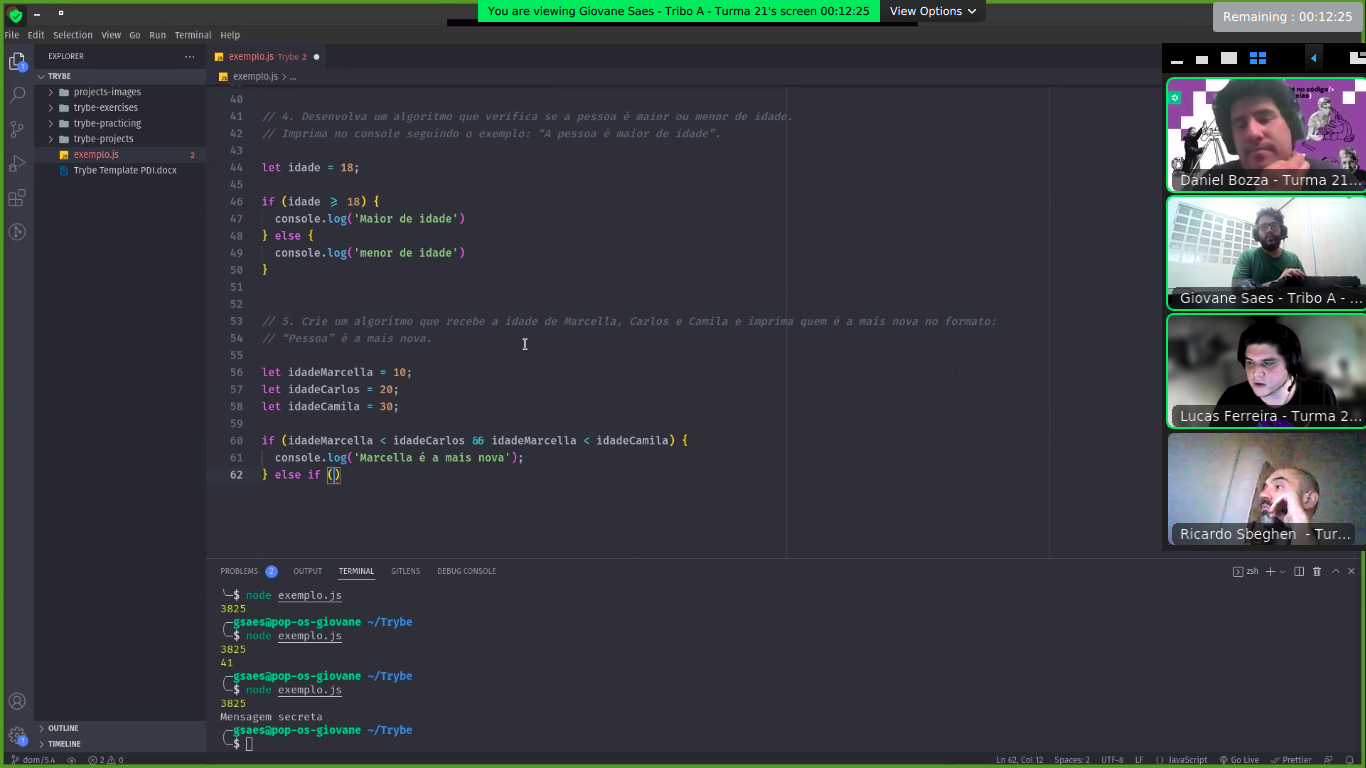 You are viewing Giovane Saes - Tribo A - Turma 21's screen 00:12:25
View Options
Remaining : 00:12:25
File Edit Selection View Go Run Terminal Help
EXPLORER
TRYBE
projects-images
trybe-exercises
trybe-practicing
trybe-projects
exemplo.js 2
Trybe Template PDI.docx
OUTLINE
TIMELINE
exemplo.js Trybe 2
exemplo.js > ...
40
41 // 4. Desenvolva um algoritmo que verifica se a pessoa é maior ou menor de idade.
42 // Imprima no console seguindo o exemplo: “A pessoa é maior de idade”.
43
44 let idade = 18;
45
46 if (idade ⩾ 18) {
47 console.log('Maior de idade')
48 } else {
49 console.log('menor de idade')
50 }
51
52
53 // 5. Crie um algoritmo que recebe a idade de Marcella, Carlos e Camila e imprima quem é a mais nova no formato:
54 // “Pessoa” é a mais nova.
55
56 let idadeMarcella = 10;
57 let idadeCarlos = 20;
58 let idadeCamila = 30;
59
60 if (idadeMarcella < idadeCarlos && idadeMarcella < idadeCamila) {
61 console.log('Marcella é a mais nova');
62 } else if ()
PROBLEMS 2 OUTPUT TERMINAL GITLENS DEBUG CONSOLE
zsh
$ node exemplo.js
3825
gsaes@pop-os-giovane ~/Trybe
$ node exemplo.js
3825
41
gsaes@pop-os-giovane ~/Trybe
$ node exemplo.js
3825
Mensagem secreta
gsaes@pop-os-giovane ~/Trybe
$
Daniel Bozza - Turma 21...
Giovane Saes - Tribo A - ...
Lucas Ferreira - Turma 2...
Ricardo Sbeghen - Tur...
dom/5.4 2 0
Ln 62, Col 12 Spaces: 2 UTF-8 LF JavaScript Go Live Prettier